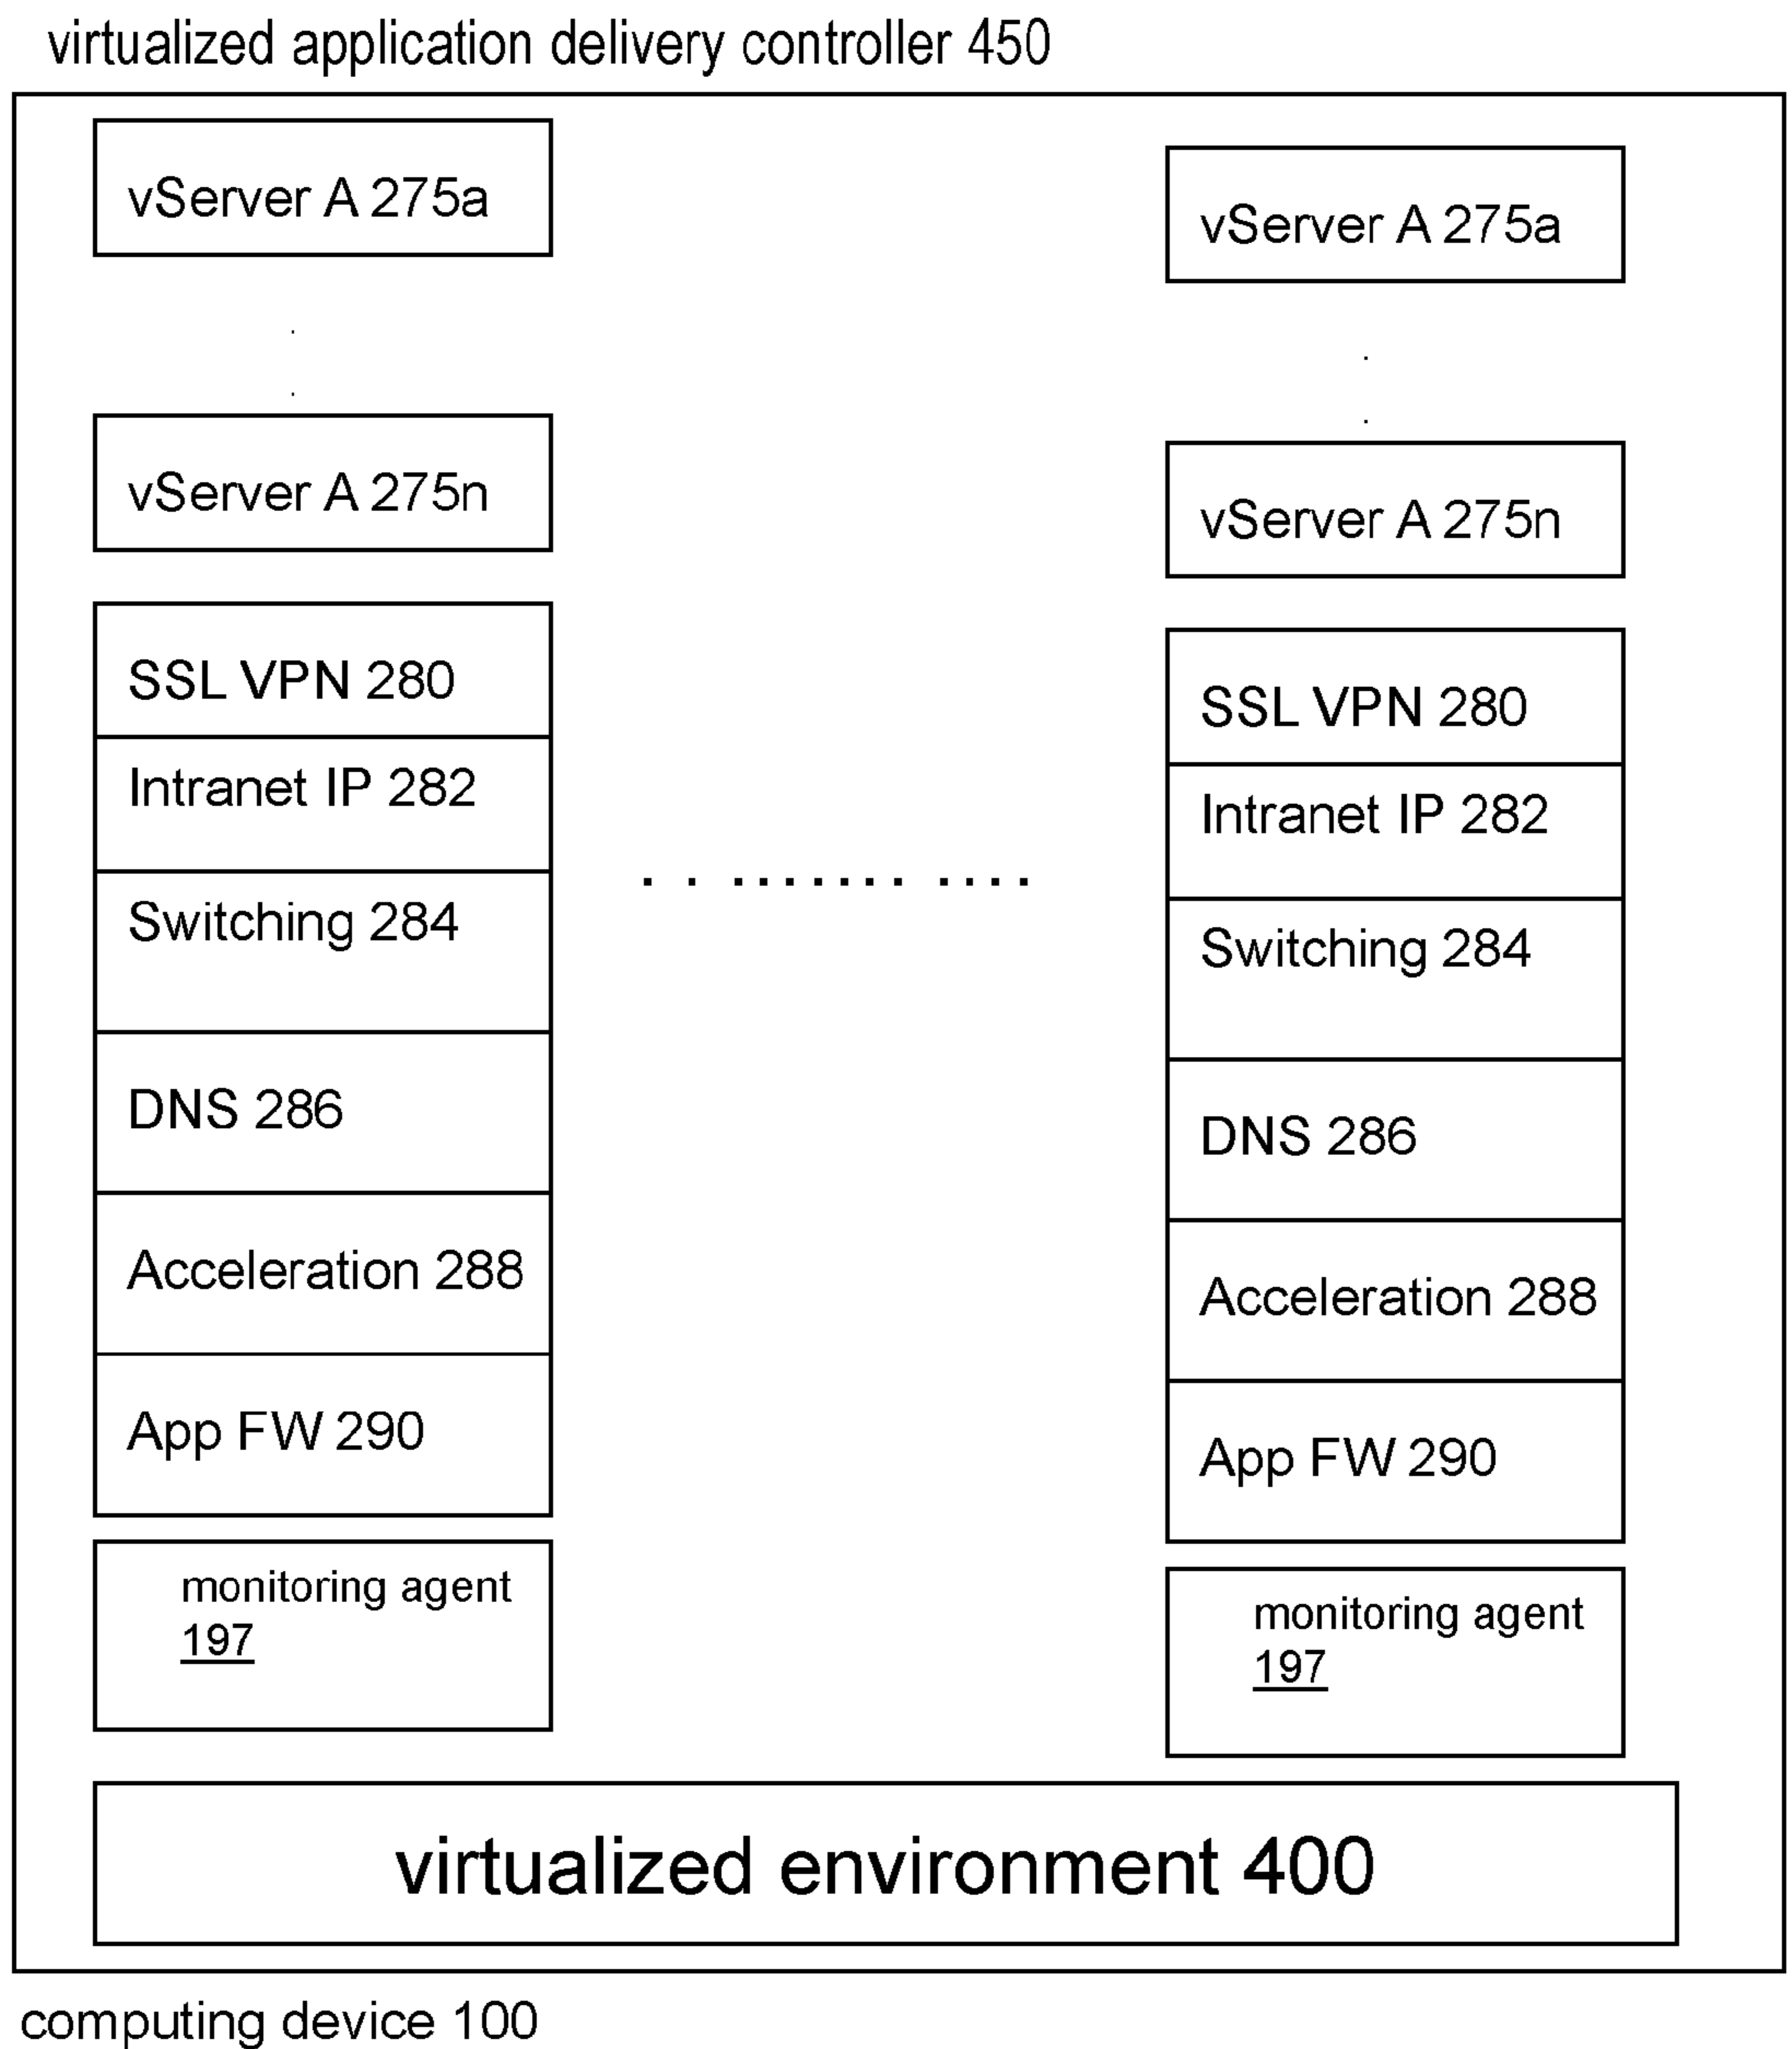 virtualized application delivery controller 450
vServer A 275a
vServer A 275n
SSL VPN 280
Intranet IP 282
Switching 284
DNS 286
Acceleration 288
App FW 290
monitoring agent
197
vServer A 275a
vServer A 275n
SSL VPN 280
Intranet IP 282
Switching 284
DNS 286
Acceleration 288
App FW 290
monitoring agent
197
virtualized environment 400
computing device 100